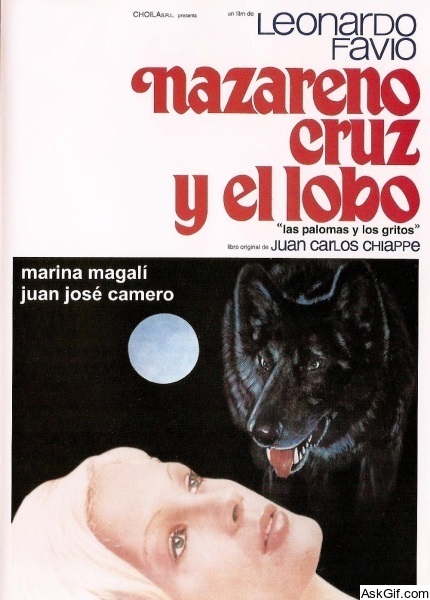 CHOILA S.R.L. presenta
un film de
Leonardo
Favio
nazareno
cruz
y el lobo
"las palomas y los gritos"
libro original de Juan Carlos Chiappe
marina magalí
juan josé camero
AskGif.com